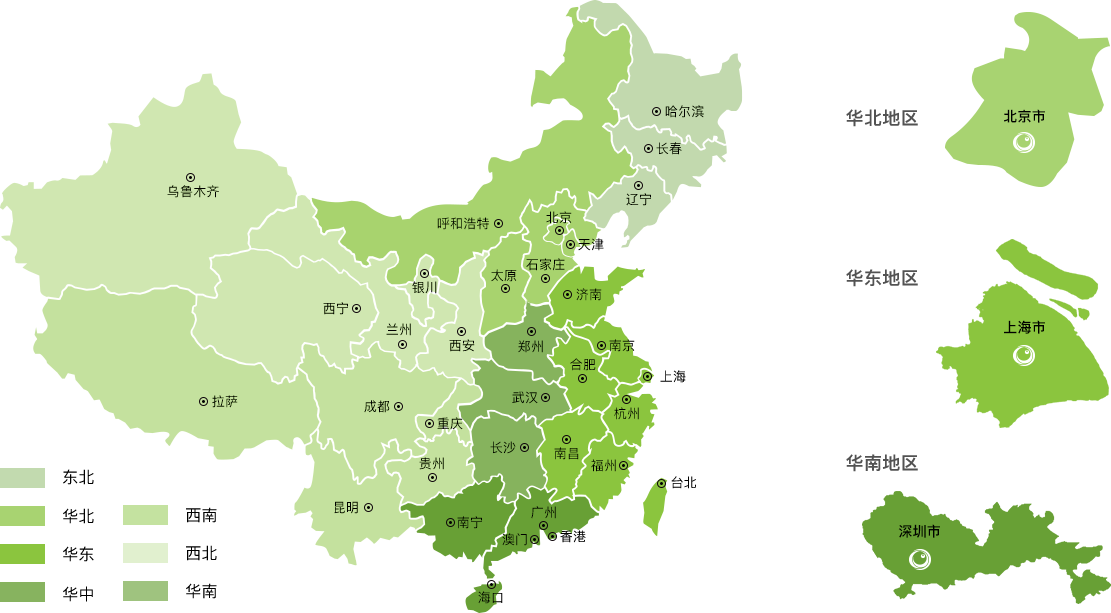 哈尔滨
长春
辽宁
乌鲁木齐
呼和浩特
北京
天津
石家庄
太原
银川
济南
西宁
兰州
西安
郑州
南京
合肥
上海
拉萨
成都
武汉
杭州
重庆
长沙
南昌
贵州
福州
台北
昆明
南宁
广州
澳门
香港
海口
东北
华北
西南
华东
西北
华中
华南
华北地区
北京市
华东地区
上海市
华南地区
深圳市